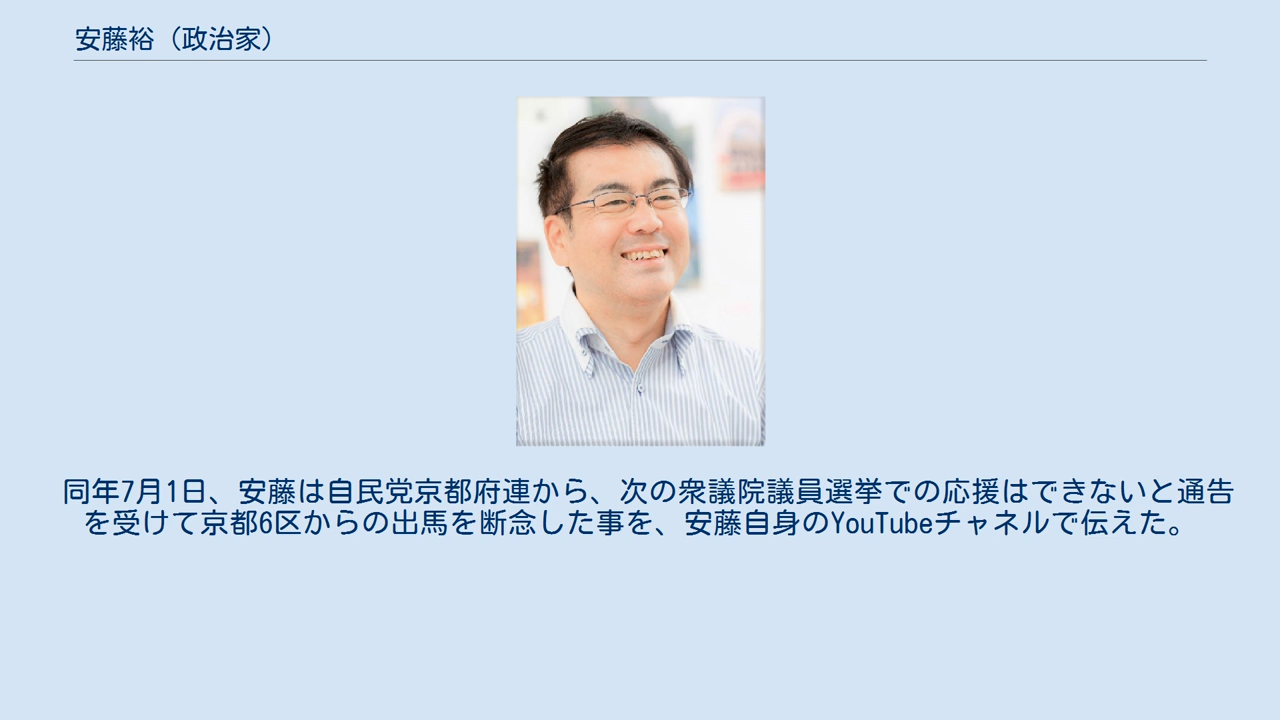 安藤裕（政治家）
同年7月1日、安藤は自民党京都府連から、次の衆議院議員選挙での応援はできないと通告
を受けて京都6区からの出馬を断念した事を、安藤自身のYouTubeチャネルで伝えた。